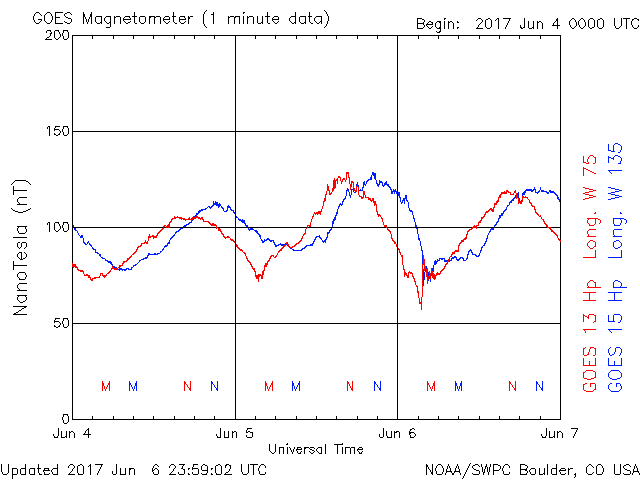 GOES Magnetometer (1 minute data)
Begin: 2017 Jun 4 0000 UTC
200
150
100
50
0
NanoTesla (nT)
M M N N M M N N M M N N
Jun 4 Jun 5 Jun 6 Jun 7
Universal Time
GOES 13 Hp Long. W 75
GOES 15 Hp Long. W 135
Updated 2017 Jun 6 23:59:02 UTC
NOAA/SWPC Boulder, CO USA